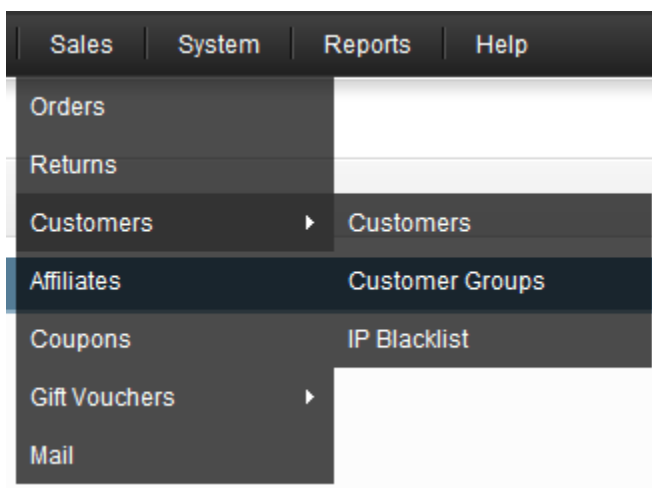 Sales System Reports Help
Orders
Returns
Customers Customers
Affiliates Customer Groups
Coupons IP Blacklist
Gift Vouchers
Mail